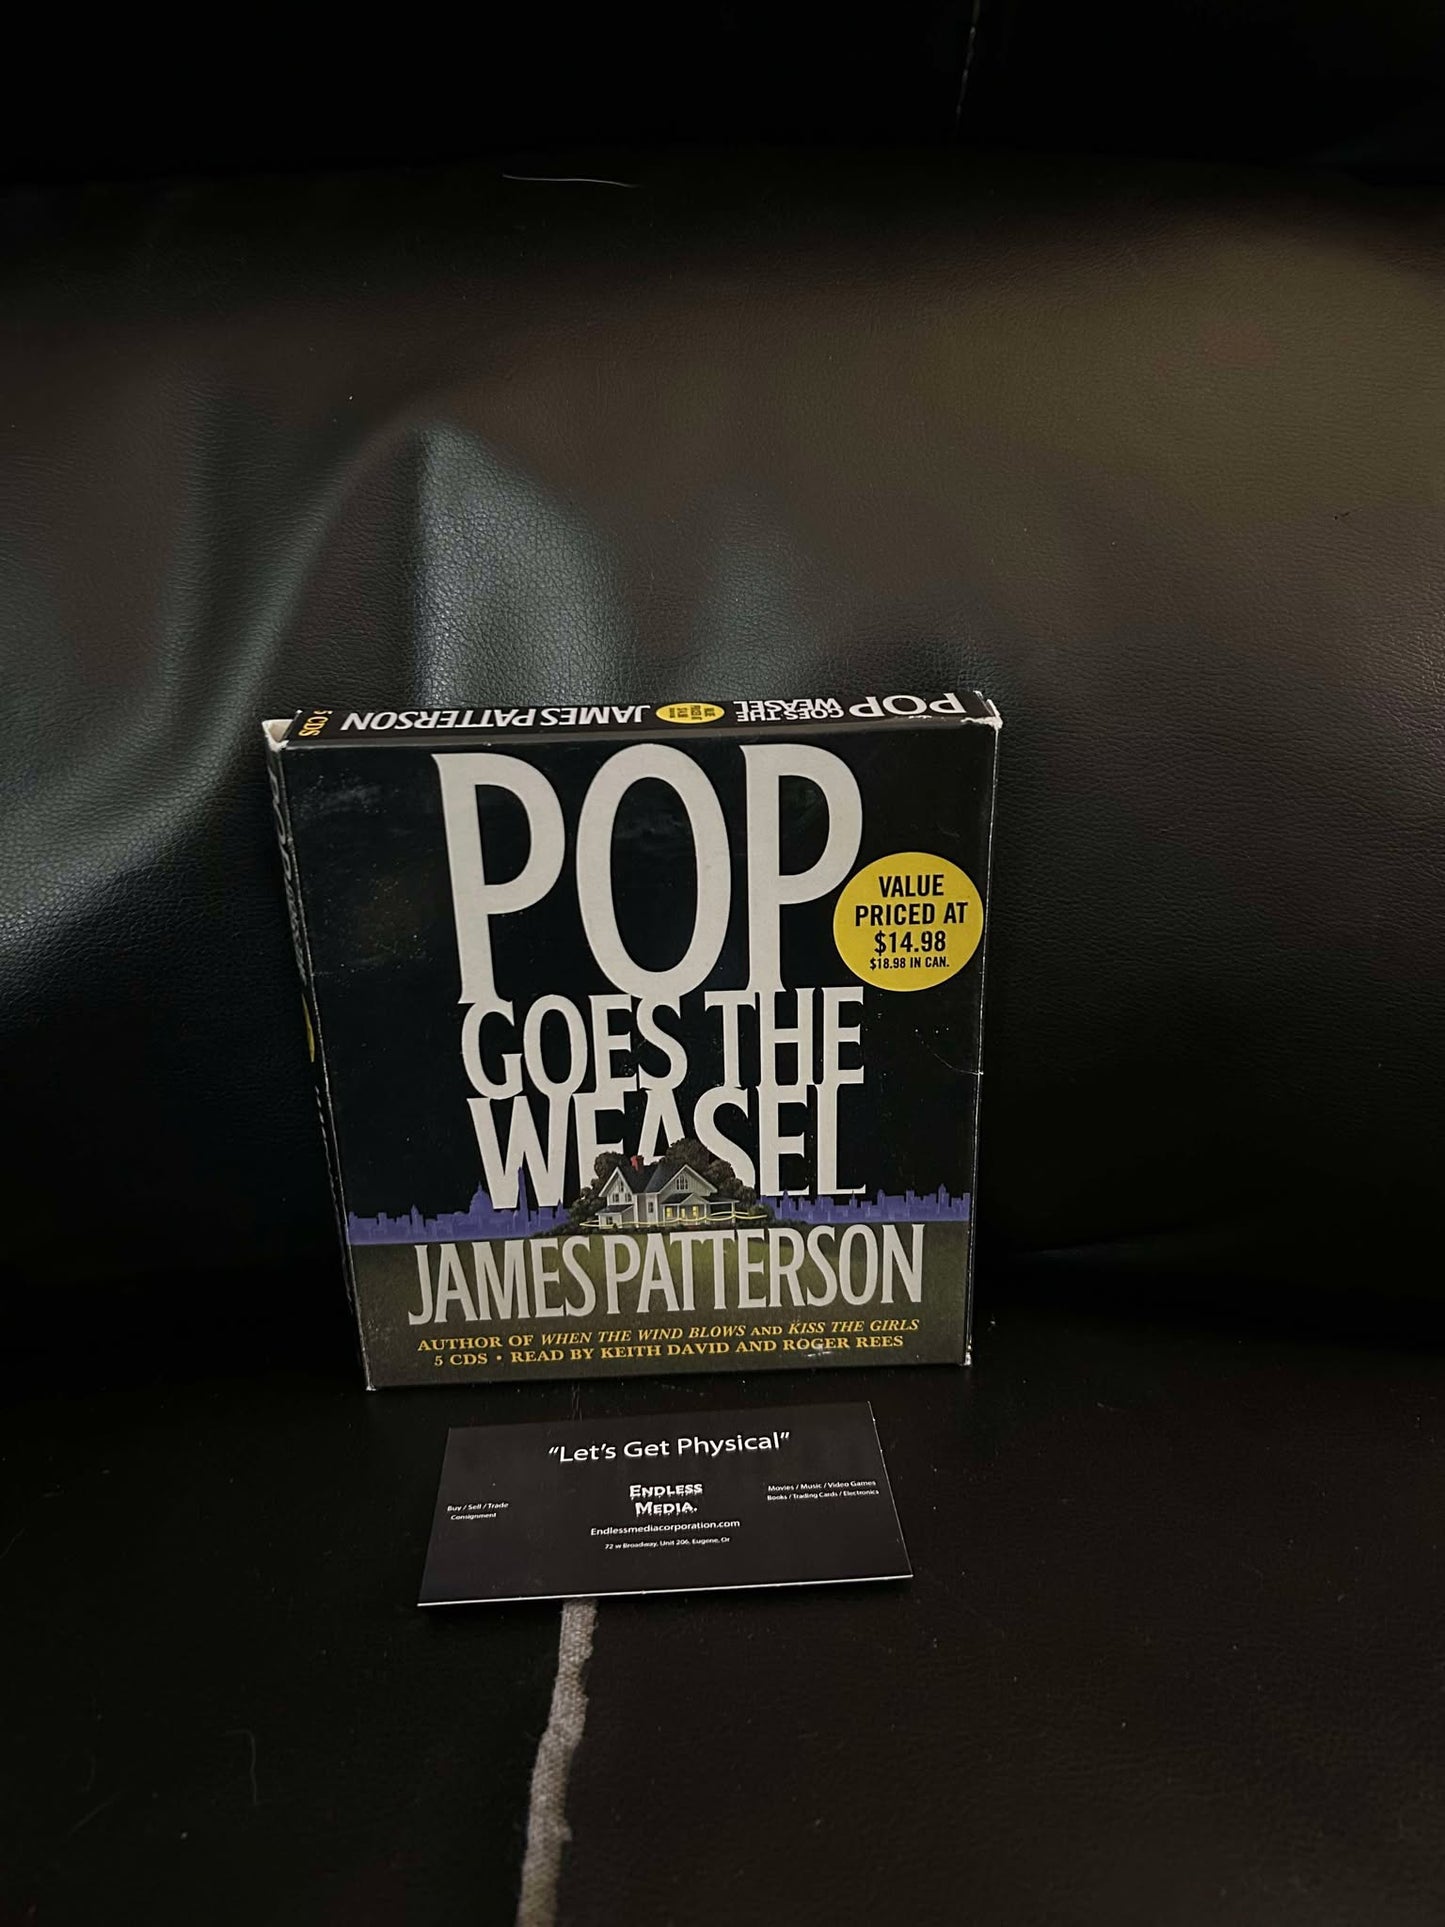 5 CDS JAMES PATTERSON POP GOES THE WEASEL
POP
GOES THE
WEASEL
VALUE
PRICED AT
$14.98
$18.98 IN CAN.
JAMES PATTERSON
AUTHOR OF WHEN THE WIND BLOWS AND KISS THE GIRLS
5 CDS • READ BY KEITH DAVID AND ROGER REES
“Let’s Get Physical”
Buy / Sell / Trade
Consignment
ENDLESS
MEDIA.
Endlessmediacorporation.com
72 w Broadway, Unit 206, Eugene, Or
Movies / Music / Video Games
Books / Trading Cards / Electronics